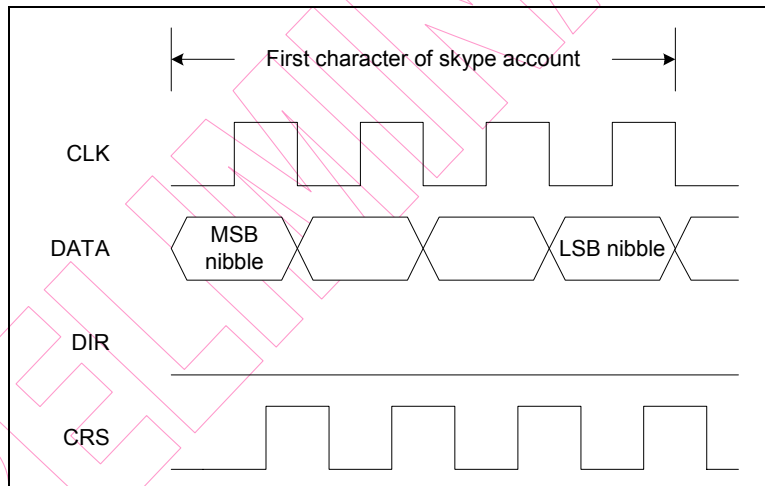 First character of skype account
CLK
DATA
MSB
nibble
LSB nibble
DIR
CRS